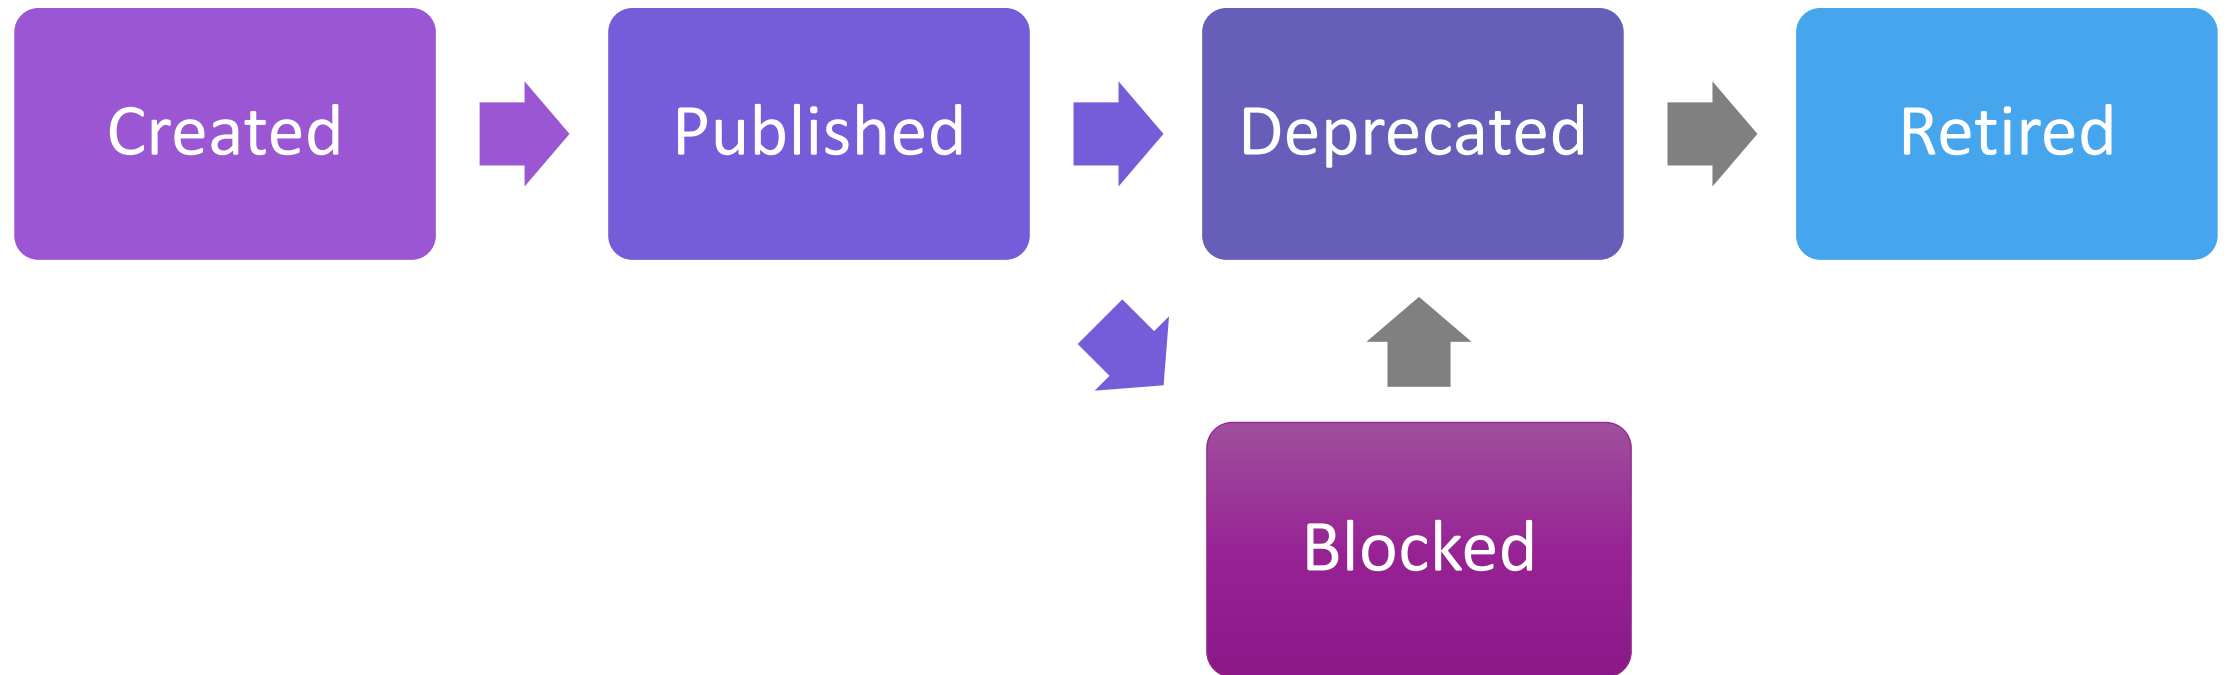 Created
Published
Deprecated
Retired
Blocked